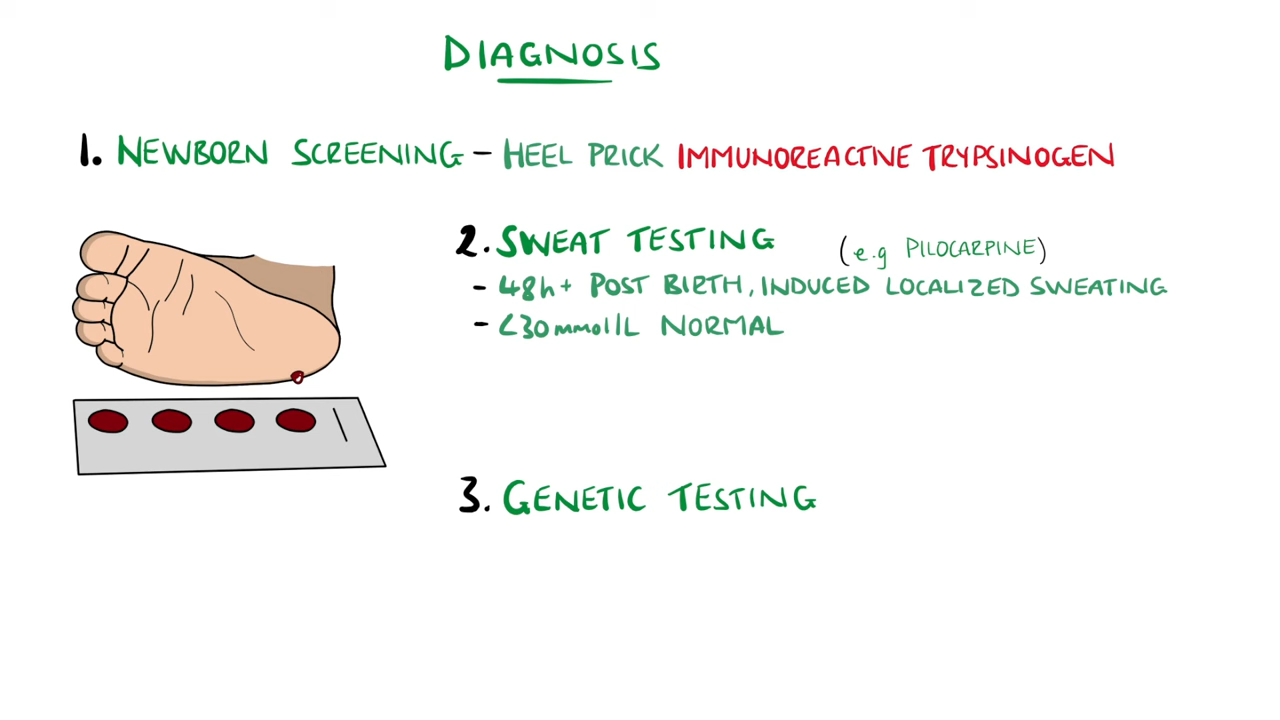 DIAGNOSIS
1. NEWBORN SCREENING – HEEL PRICK IMMUNOREACTIVE TRYPSINOGEN
2. SWEAT TESTING (e.g PILOCARPINE)
- 48h+ POST BIRTH, INDUCED LOCALIZED SWEATING
- <30mmol/L NORMAL
3. GENETIC TESTING